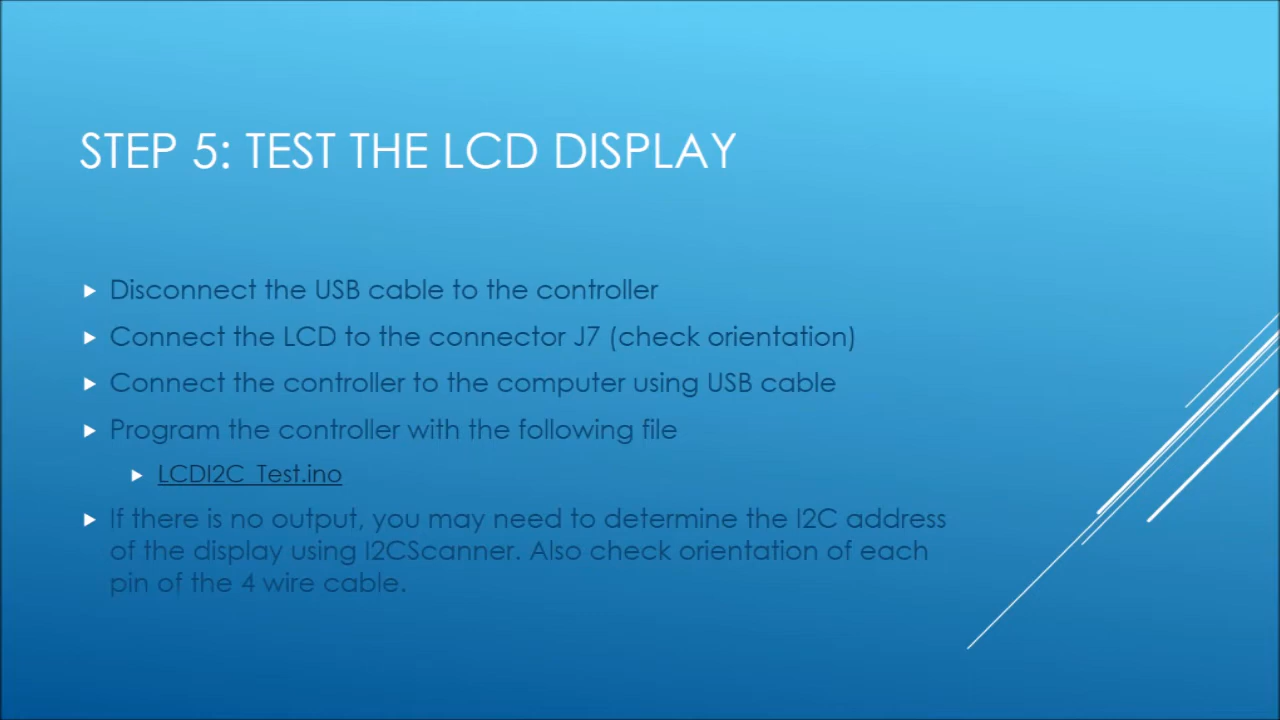 STEP 5: TEST THE LCD DISPLAY
Disconnect the USB cable to the controller
Connect the LCD to the connector J7 (check orientation)
Connect the controller to the computer using USB cable
Program the controller with the following file
LCDI2C_Test.ino
If there is no output, you may need to determine the I2C address
of the display using I2CScanner. Also check orientation of each
pin of the 4 wire cable.